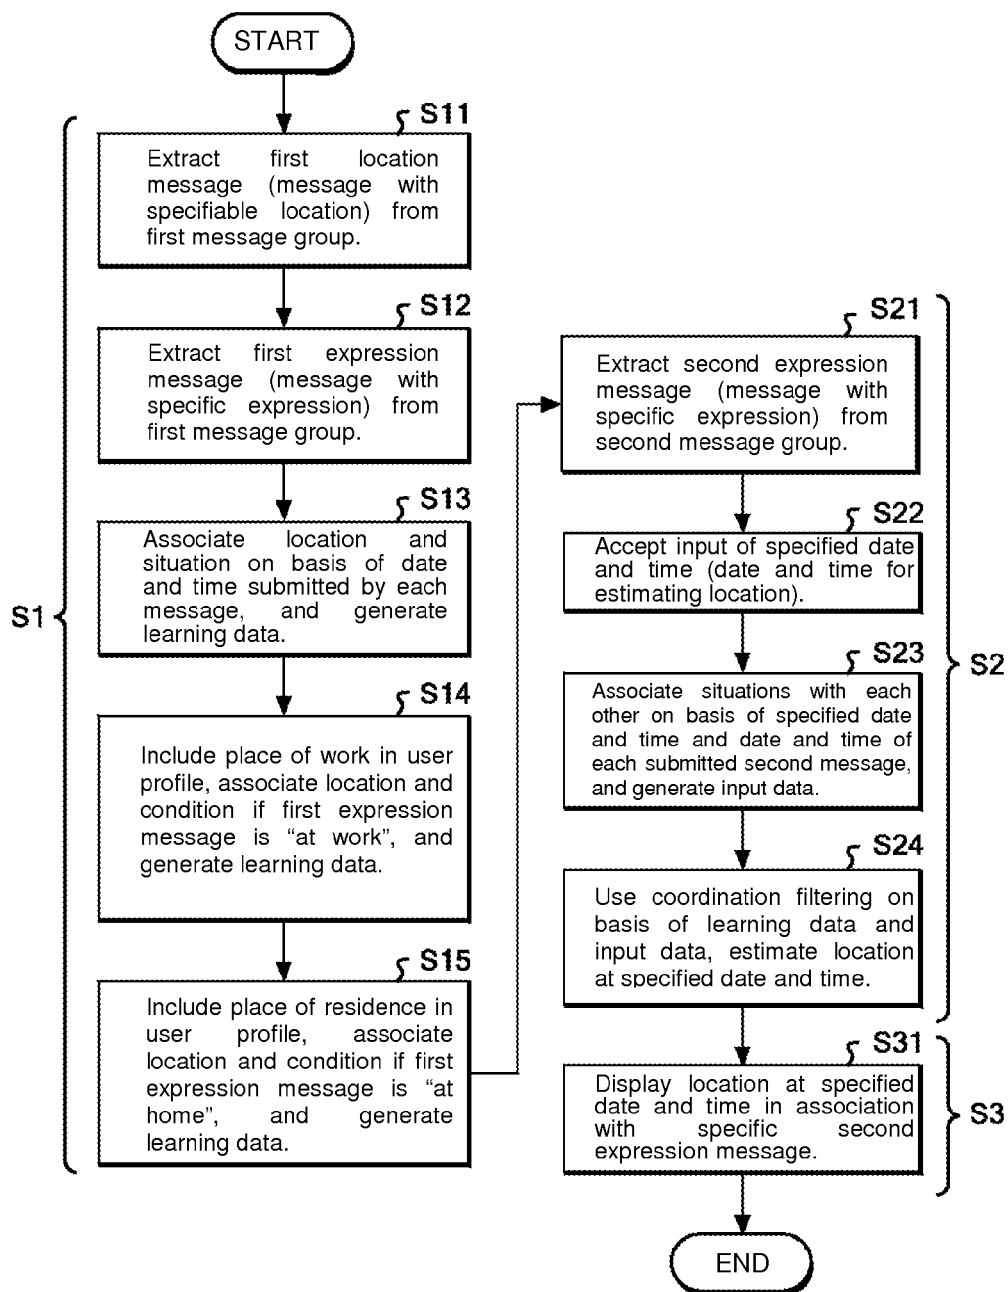 START
S11
Extract first location
message (message with
specifiable location) from
first message group.
S12
Extract first expression
message (message with
specific expression) from
first message group.
S13
Associate location and
situation on basis of date
and time submitted by each
message, and generate
learning data.
S1
S14
Include place of work in user
profile, associate location and
condition if first expression
message is “at work”, and
generate learning data.
S15
Include place of residence in
user profile, associate
location and condition if first
expression message is “at
home”, and generate
learning data.
S21
Extract second expression
message (message with
specific expression) from
second message group.
S22
Accept input of specified date
and time (date and time for
estimating location).
S23
Associate situations with each
other on basis of specified date
and time and date and time of
each submitted second message,
and generate input data.
S2
S24
Use coordination filtering on
basis of learning data and
input data, estimate location
at specified date and time.
S31
Display location at specified
date and time in association
with specific second
expression message.
S3
END